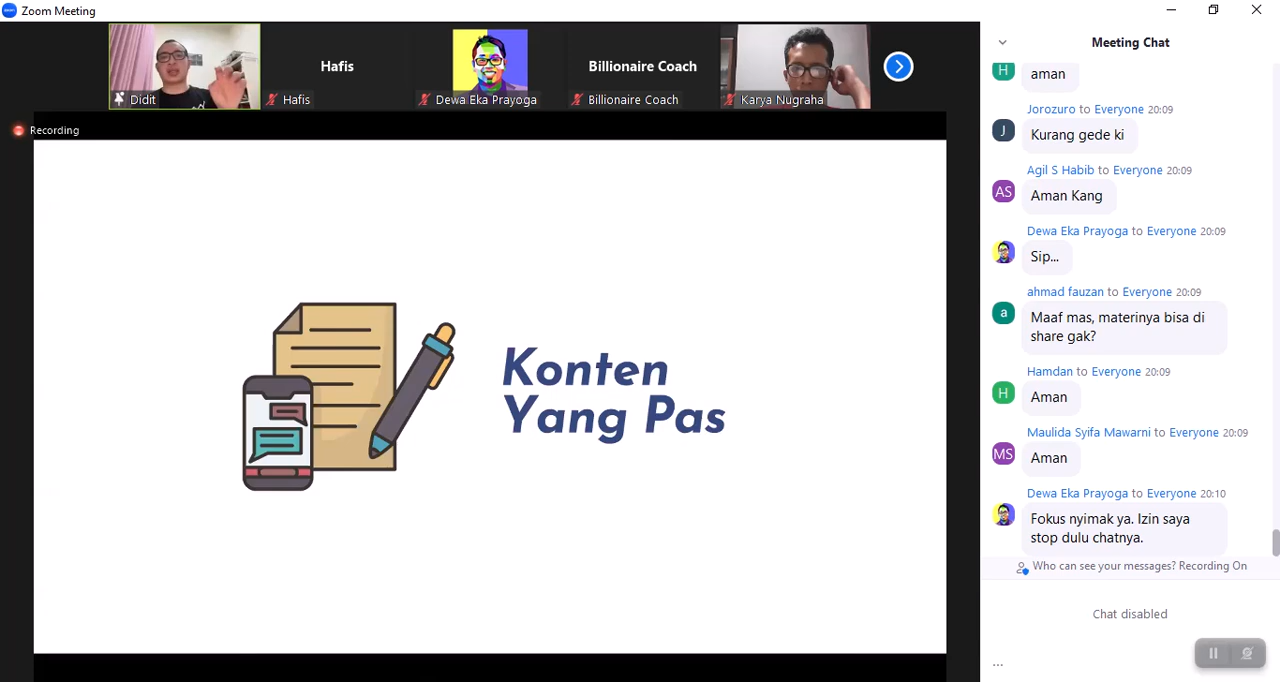 Zoom Meeting
Didit
Hafis
Hafis
Dewa Eka Prayoga
Billionaire Coach
Billionaire Coach
Karya Nugraha
Recording
Konten
Yang Pas
Meeting Chat
H
aman
Jorozuro to Everyone 20:09
J
Kurang gede ki
Agil S Habib to Everyone 20:09
AS
Aman Kang
Dewa Eka Prayoga to Everyone 20:09
Sip...
ahmad fauzan to Everyone 20:09
a
Maaf mas, materinya bisa di
share gak?
Hamdan to Everyone 20:09
H
Aman
Maulida Syifa Mawarni to Everyone 20:09
MS
Aman
Dewa Eka Prayoga to Everyone 20:10
Fokus nyimak ya. Izin saya
stop dulu chatnya.
Who can see your messages? Recording On
Chat disabled
...